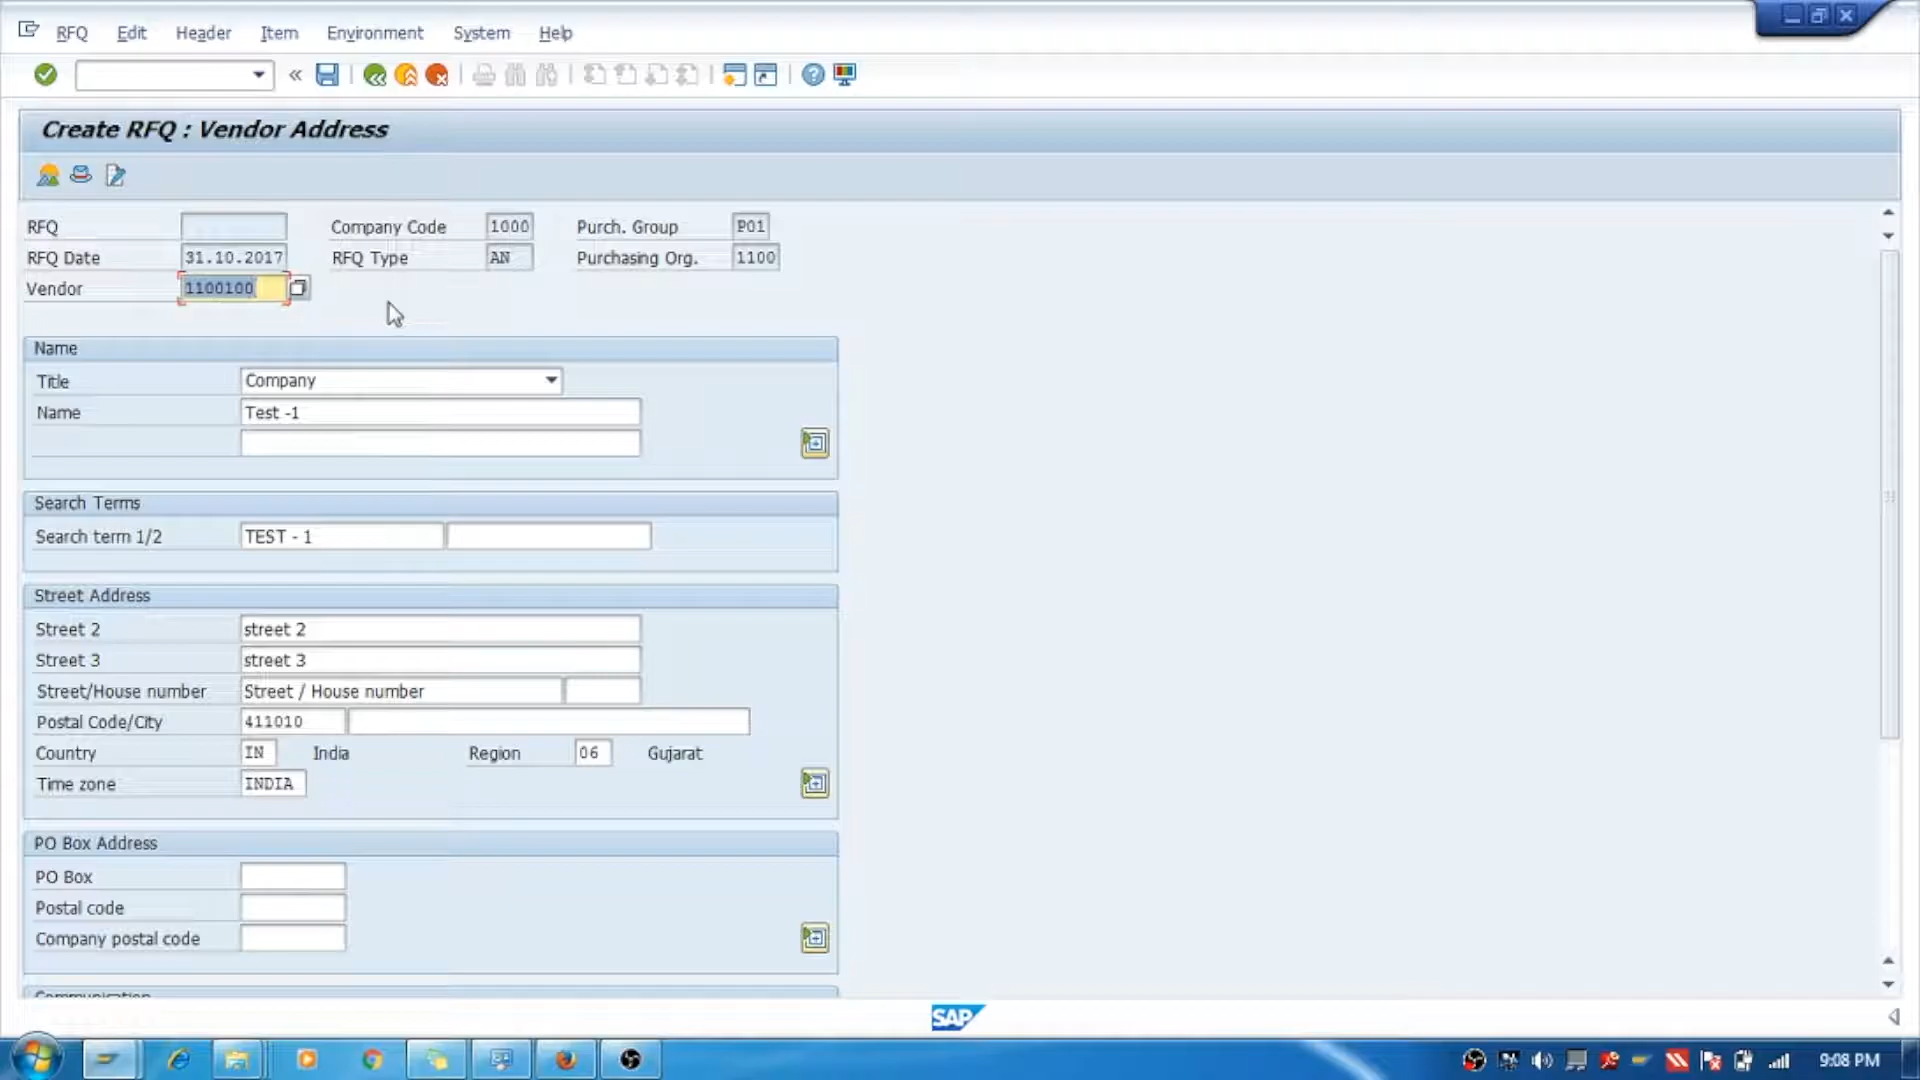 RFQ Edit Header Item Environment System Help
Create RFQ : Vendor Address
RFQ Company Code 1000 Purch. Group P01
RFQ Date 31.10.2017 RFQ Type AN Purchasing Org. 1100
Vendor 1100100
Name
Title Company
Name Test -1
Search Terms
Search term 1/2 TEST - 1
Street Address
Street 2 street 2
Street 3 street 3
Street/House number Street / House number
Postal Code/City 411010
Country IN India Region 06 Gujarat
Time zone INDIA
PO Box Address
PO Box
Postal code
Company postal code
Communication
SAP
9:08 PM